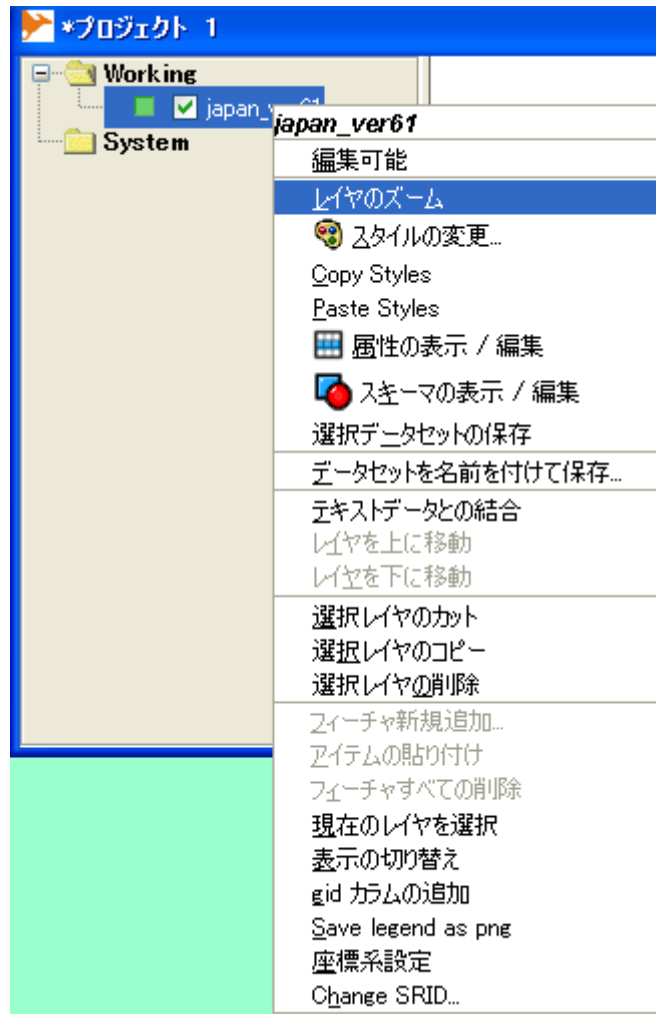 *プロジェクト 1
Working
japan_ver61
System
japan_ver61
編集可能
レイヤのズーム
スタイルの変更...
Copy Styles
Paste Styles
属性の表示 / 編集
スキーマの表示 / 編集
選択データセットの保存
データセットを名前を付けて保存...
テキストデータとの結合
レイヤを上に移動
レイヤを下に移動
選択レイヤのカット
選択レイヤのコピー
選択レイヤの削除
フィーチャ新規追加...
アイテムの貼り付け
フィーチャすべての削除
現在のレイヤを選択
表示の切り替え
gid カラムの追加
Save legend as png
座標系設定
Change SRID...